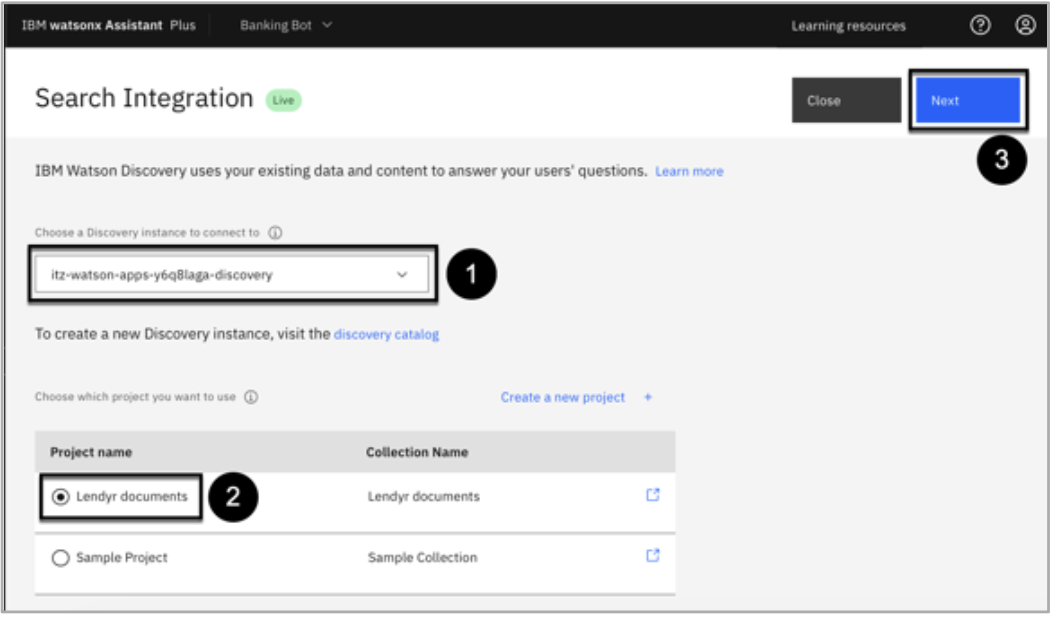 IBM watsonx Assistant Plus Banking Bot Learning resources
Search Integration Live Close Next
3
IBM Watson Discovery uses your existing data and content to answer your users' questions. Learn more
Choose a Discovery instance to connect to
itz-watson-apps-y6q8laga-discovery 1
To create a new Discovery instance, visit the discovery catalog
Choose which project you want to use Create a new project +
Project name Collection Name
Lendyr documents 2 Lendyr documents
Sample Project Sample Collection